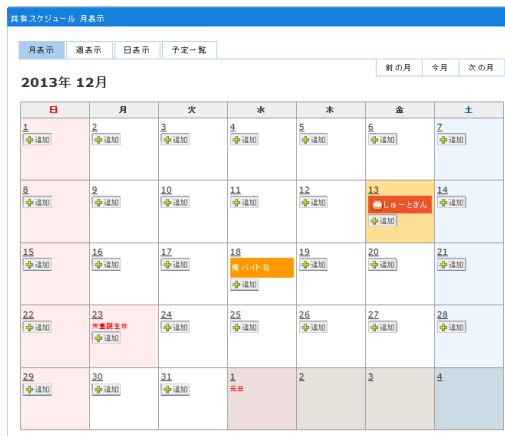 共有スケジュール 月表示
月表示 週表示 日表示 予定一覧
前の月 今月 次の月
2013年 12月
日 月 火 水 木 金 土
1 2 3 4 5 6 7
追加 追加 追加 追加 追加 追加 追加
8 9 10 11 12 13 14
追加 追加 追加 追加 追加 しゅーとさん 追加
追加
15 16 17 18 19 20 21
追加 追加 追加 俺バイトね 追加 追加 追加
追加
22 23 24 25 26 27 28
追加 天皇誕生日 追加 追加 追加 追加 追加
追加
29 30 31 1 2 3 4
追加 追加 追加 元日